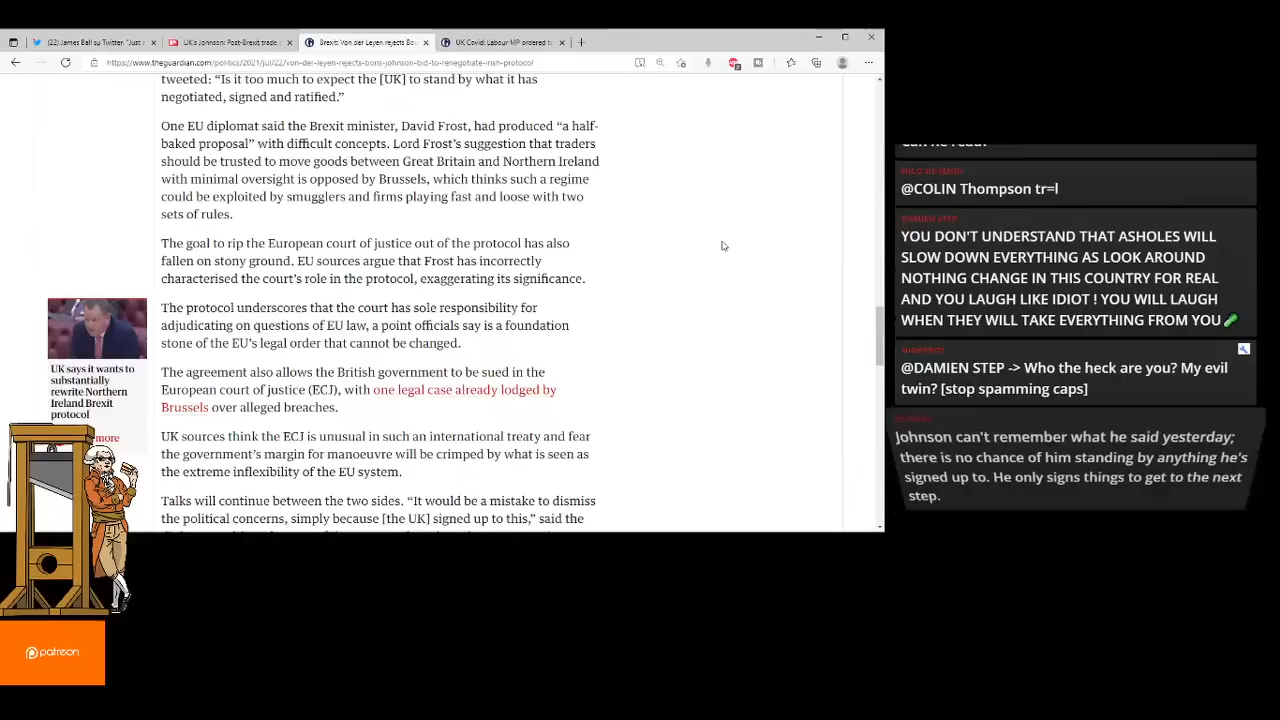 (22) James Ball su Twitter: "Just a
UK's Johnson: Post-Brexit trade
Brexit: Von der Leyen rejects Bo
UK Covid: Labour MP ordered to
https://www.theguardian.com/politics/2021/jul/22/von-der-leyen-rejects-boris-johnson-bid-to-renegotiate-irish-protocol
tweeted: “Is it too much to expect the [UK] to stand by what it has
negotiated, signed and ratified.”
One EU diplomat said the Brexit minister, David Frost, had produced “a half-
baked proposal” with difficult concepts. Lord Frost’s suggestion that traders
should be trusted to move goods between Great Britain and Northern Ireland
with minimal oversight is opposed by Brussels, which thinks such a regime
could be exploited by smugglers and firms playing fast and loose with two
sets of rules.
The goal to rip the European court of justice out of the protocol has also
fallen on stony ground. EU sources argue that Frost has incorrectly
characterised the court’s role in the protocol, exaggerating its significance.
The protocol underscores that the court has sole responsibility for
adjudicating on questions of EU law, a point officials say is a foundation
stone of the EU’s legal order that cannot be changed.
The agreement also allows the British government to be sued in the
European court of justice (ECJ), with one legal case already lodged by
Brussels over alleged breaches.
UK sources think the ECJ is unusual in such an international treaty and fear
the government’s margin for manoeuvre will be crimped by what is seen as
the extreme inflexibility of the EU system.
Talks will continue between the two sides. “It would be a mistake to dismiss
the political concerns, simply because [the UK] signed up to this,” said the
UK says it wants to
substantially
rewrite Northern
Ireland Brexit
protocol
more
patreon
@COLIN Thompson tr=l
DAMIEN STEP
YOU DON'T UNDERSTAND THAT ASHOLES WILL
SLOW DOWN EVERYTHING AS LOOK AROUND
NOTHING CHANGE IN THIS COUNTRY FOR REAL
AND YOU LAUGH LIKE IDIOT ! YOU WILL LAUGH
WHEN THEY WILL TAKE EVERYTHING FROM YOU
@DAMIEN STEP -> Who the heck are you? My evil
twin? [stop spamming caps]
Johnson can't remember what he said yesterday;
there is no chance of him standing by anything he's
signed up to. He only signs things to get to the next
step.